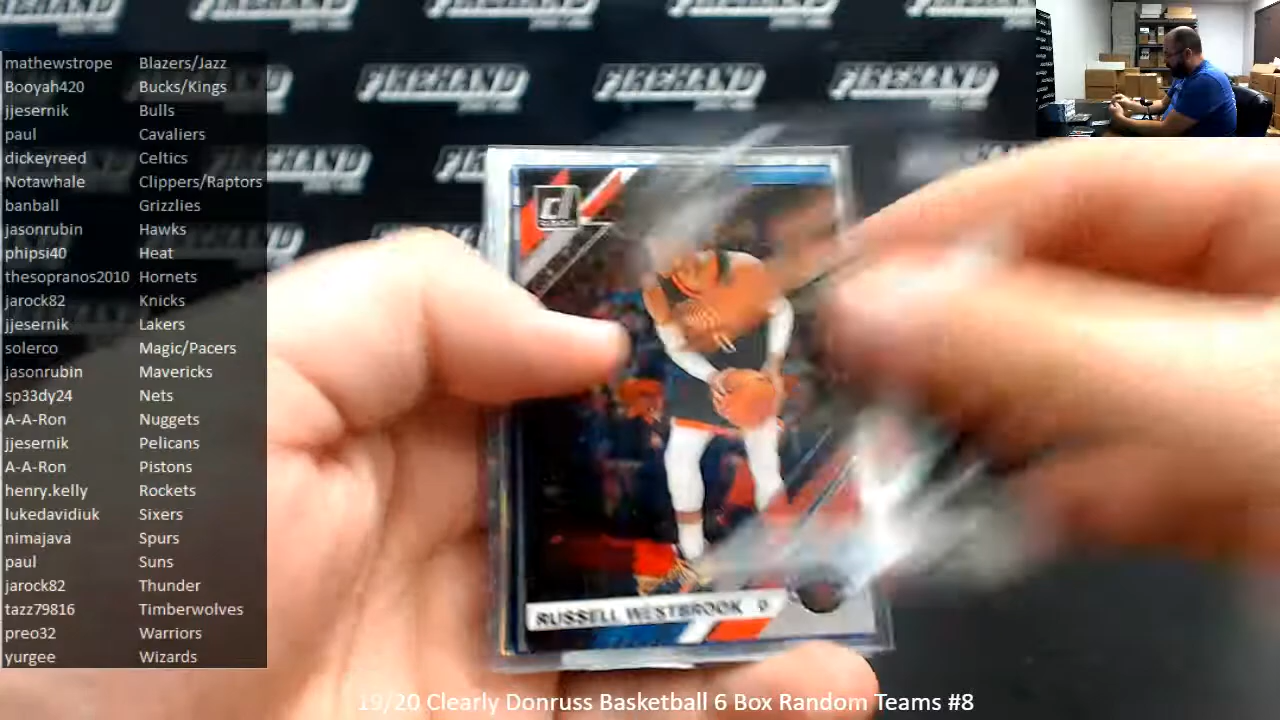 mathewstrope Blazers/Jazz
Booyah420 Bucks/Kings
jjesernik Bulls
paul Cavaliers
dickeyreed Celtics
Notawhale Clippers/Raptors
banball Grizzlies
jasonrubin Hawks
phipsi40 Heat
thesopranos2010 Hornets
jarock82 Knicks
jjesernik Lakers
solerco Magic/Pacers
jasonrubin Mavericks
sp33dy24 Nets
A-A-Ron Nuggets
jjesernik Pelicans
A-A-Ron Pistons
henry.kelly Rockets
lukedavidiuk Sixers
nimajava Spurs
paul Suns
jarock82 Thunder
tazz79816 Timberwolves
preo32 Warriors
yurgee Wizards
FIREHAND
FIREHAND
FIREHAND
RUSSELL WESTBROOK 0
19/20 Clearly Donruss Basketball 6 Box Random Teams #8